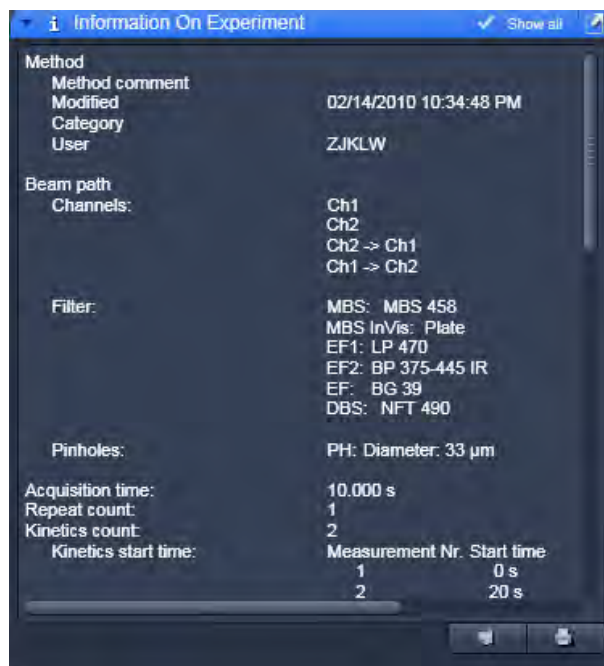 i Information On Experiment Show all
Method
Method comment
Modified 02/14/2010 10:34:48 PM
Category
User ZJKLW
Beam path
Channels: Ch1
Ch2
Ch2 -> Ch1
Ch1 -> Ch2
Filter: MBS: MBS 458
MBS InVis: Plate
EF1: LP 470
EF2: BP 375-445 IR
EF: BG 39
DBS: NFT 490
Pinholes: PH: Diameter: 33 µm
Acquisition time: 10.000 s
Repeat count: 1
Kinetics count: 2
Kinetics start time: Measurement Nr. Start time
1 0 s
2 20 s